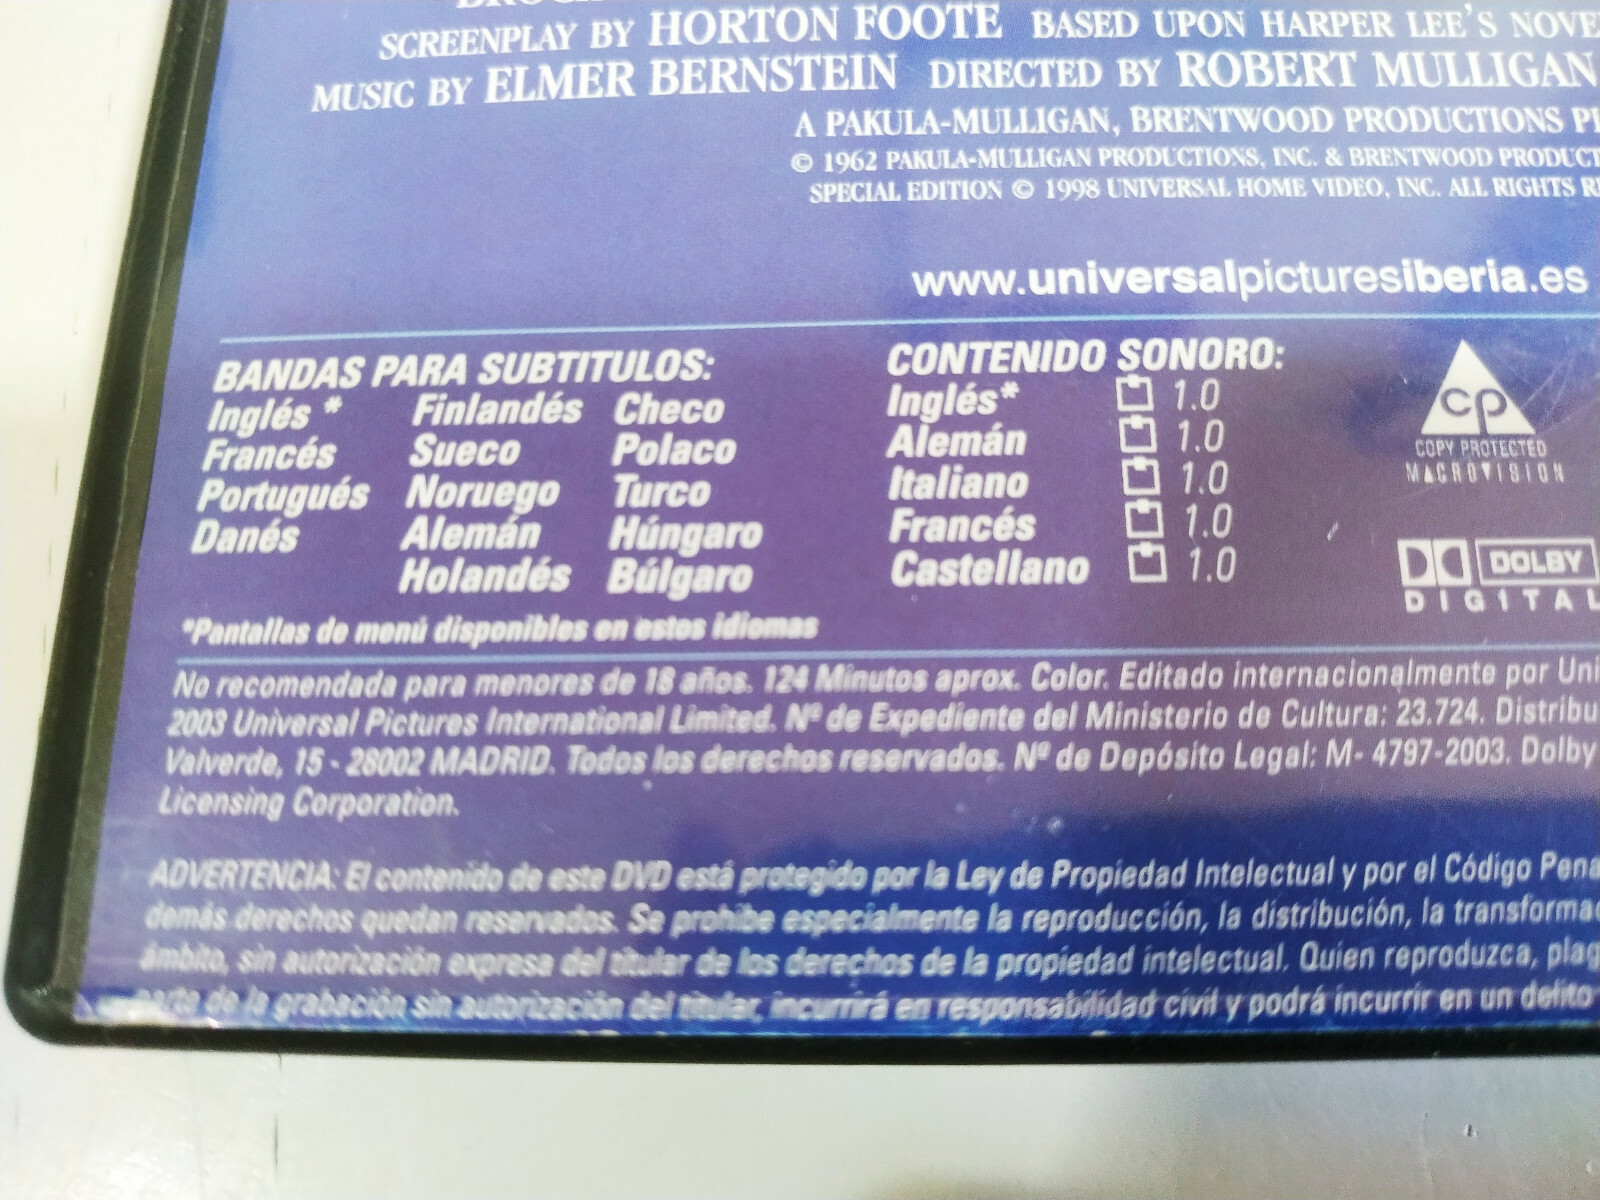 SCREENPLAY BY HORTON FOOTE BASED UPON HARPER LEE'S
MUSIC BY ELMER BERNSTEIN DIRECTED BY ROBERT MULLIGAN
A PAKULA-MULLIGAN, BRENTWOOD PRODUCTIONS
© 1962 PAKULA-MULLIGAN PRODUCTIONS, INC. & BRENTWOOD
SPECIAL EDITION © 1998 UNIVERSAL HOME VIDEO, INC. ALL RIGHTS
www.universalpicturesiberia.es
BANDAS PARA SUBTITULOS:
Inglés * Finlandés Checo
Francés Sueco Polaco
Portugués Noruego Turco
Danés Alemán Húngaro
Holandés Búlgaro
*Pantallas de menú disponibles en estos idiomas
CONTENIDO SONORO:
Inglés* 1.0
Alemán 1.0
Italiano 1.0
Francés 1.0
Castellano 1.0
cp
COPY PROTECTED
MACROVISION
DOLBY
DIGITAL
No recomendada para menores de 18 años. 124 Minutos aprox. Color. Editado internacionalmente por
2003 Universal Pictures International Limited. Nº de Expediente del Ministerio de Cultura: 23.724.
Valverde, 15 - 28002 MADRID. Todos los derechos reservados. Nº de Depósito Legal: M- 4797-2003. Dolby
Licensing Corporation.
ADVERTENCIA: El contenido de este DVD está protegido por la Ley de Propiedad Intelectual y por el Código
demás derechos quedan reservados. Se prohibe especialmente la reproducción, la distribución, la
ámbito, sin autorización expresa del titular de los derechos de la propiedad intelectual. Quien reproduzca,
parte de la grabación sin autorización del titular, incurrirá en responsabilidad civil y podrá incurrir en un delito